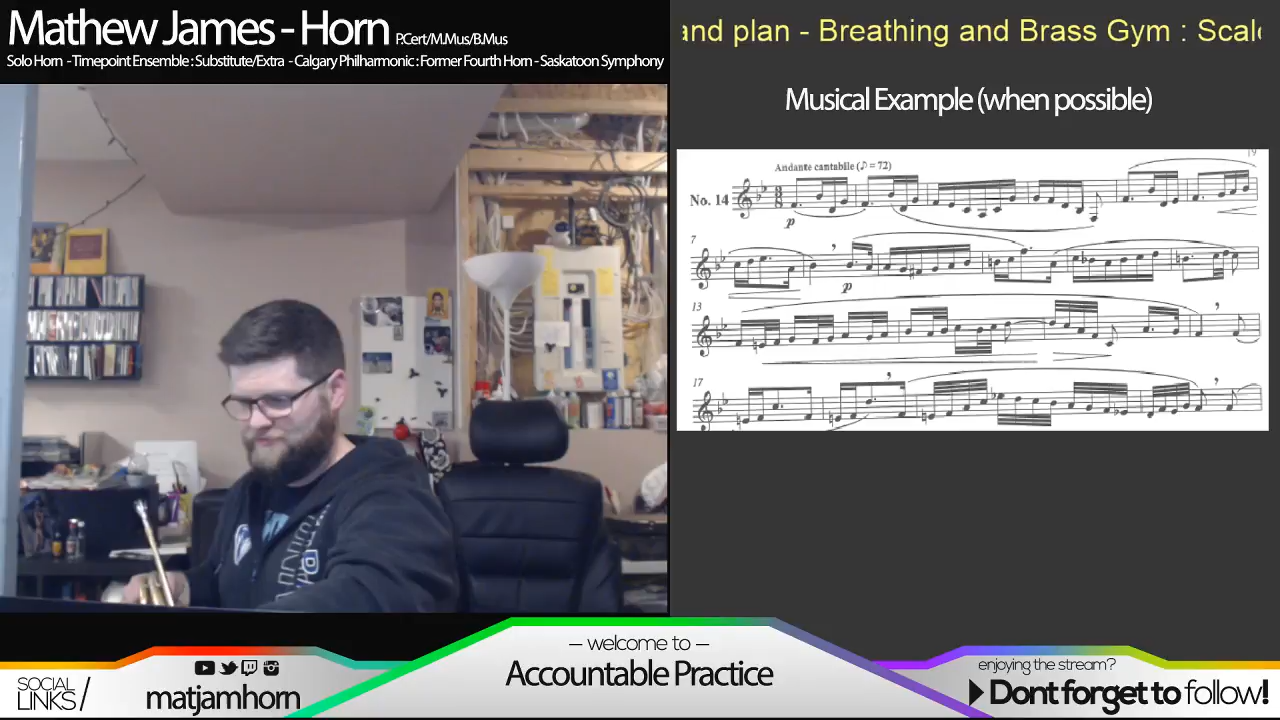 Mathew James - Horn P.Cert/M.Mus/B.Mus
Solo Horn - Timepoint Ensemble : Substitute/Extra - Calgary Philharmonic : Former Fourth Horn - Saskatoon Symphony
and plan - Breathing and Brass Gym : Scale
Musical Example (when possible)
19
Andante cantabile (♪ = 72)
No. 14
p
7
p
13
17
— welcome to —
Accountable Practice
SOCIAL
LINKS
matjamhorn
enjoying the stream?
Dont forget to follow!